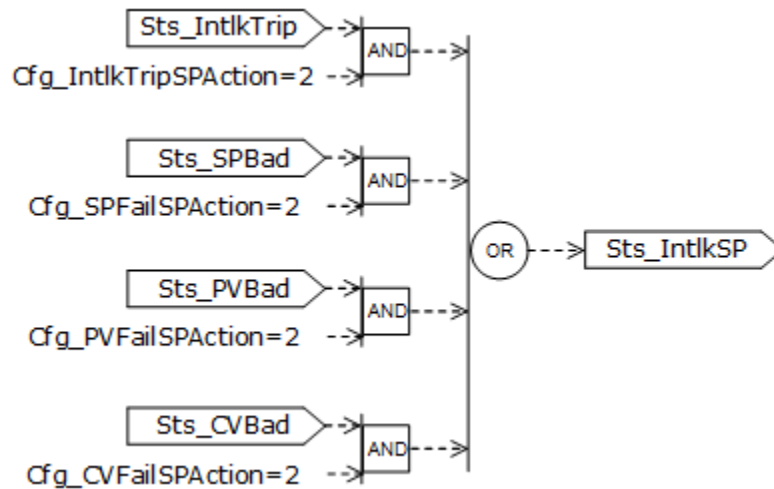 Sts_IntlkTrip
AND
Cfg_IntlkTripSPAction=2
Sts_SPBad
AND
Cfg_SPFailSPAction=2
OR
Sts_IntlkSP
Sts_PVBad
AND
Cfg_PVFailSPAction=2
Sts_CVBad
AND
Cfg_CVFailSPAction=2